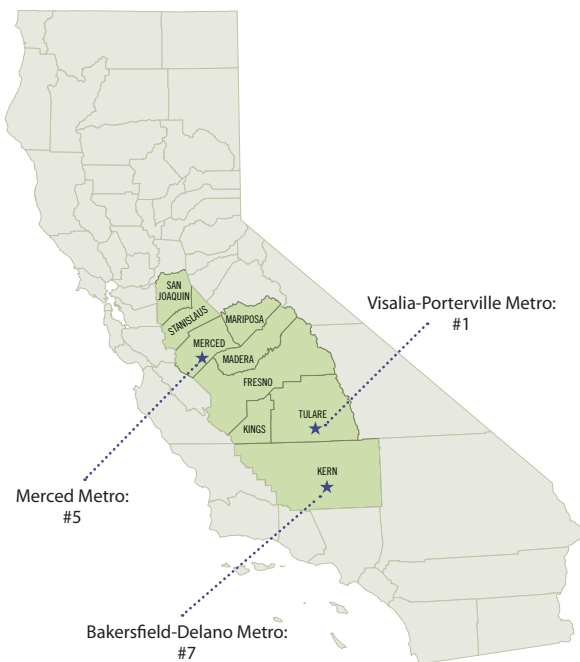 SAN
JOAQUIN
STANISLAUS
MARIPOSA
MERCED
MADERA
FRESNO
TULARE
KINGS
KERN
Visalia-Porterville Metro:
#1
Merced Metro:
#5
Bakersfield-Delano Metro:
#7